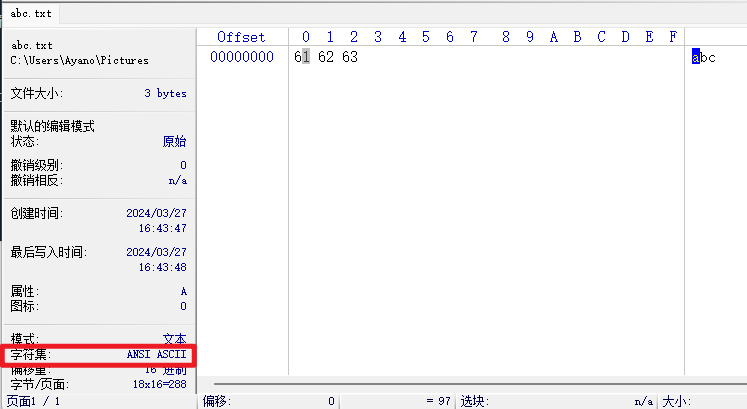 abc.txt
abc.txt
C:\Users\Ayano\Pictures
文件大小: 3 bytes
默认的编辑模式
状态: 原始
撤销级别: 0
撤销相反: n/a
创建时间: 2024/03/27
16:43:47
最后写入时间: 2024/03/27
16:43:48
属性: A
图标: 0
模式: 文本
字符集: ANSI ASCII
偏移量: 16 进制
字节/页面: 18x16=288
Offset 0 1 2 3 4 5 6 7 8 9 A B C D E F
00000000 61 62 63 abc
页面1 / 1 偏移: 0 = 97 选块: n/a 大小: